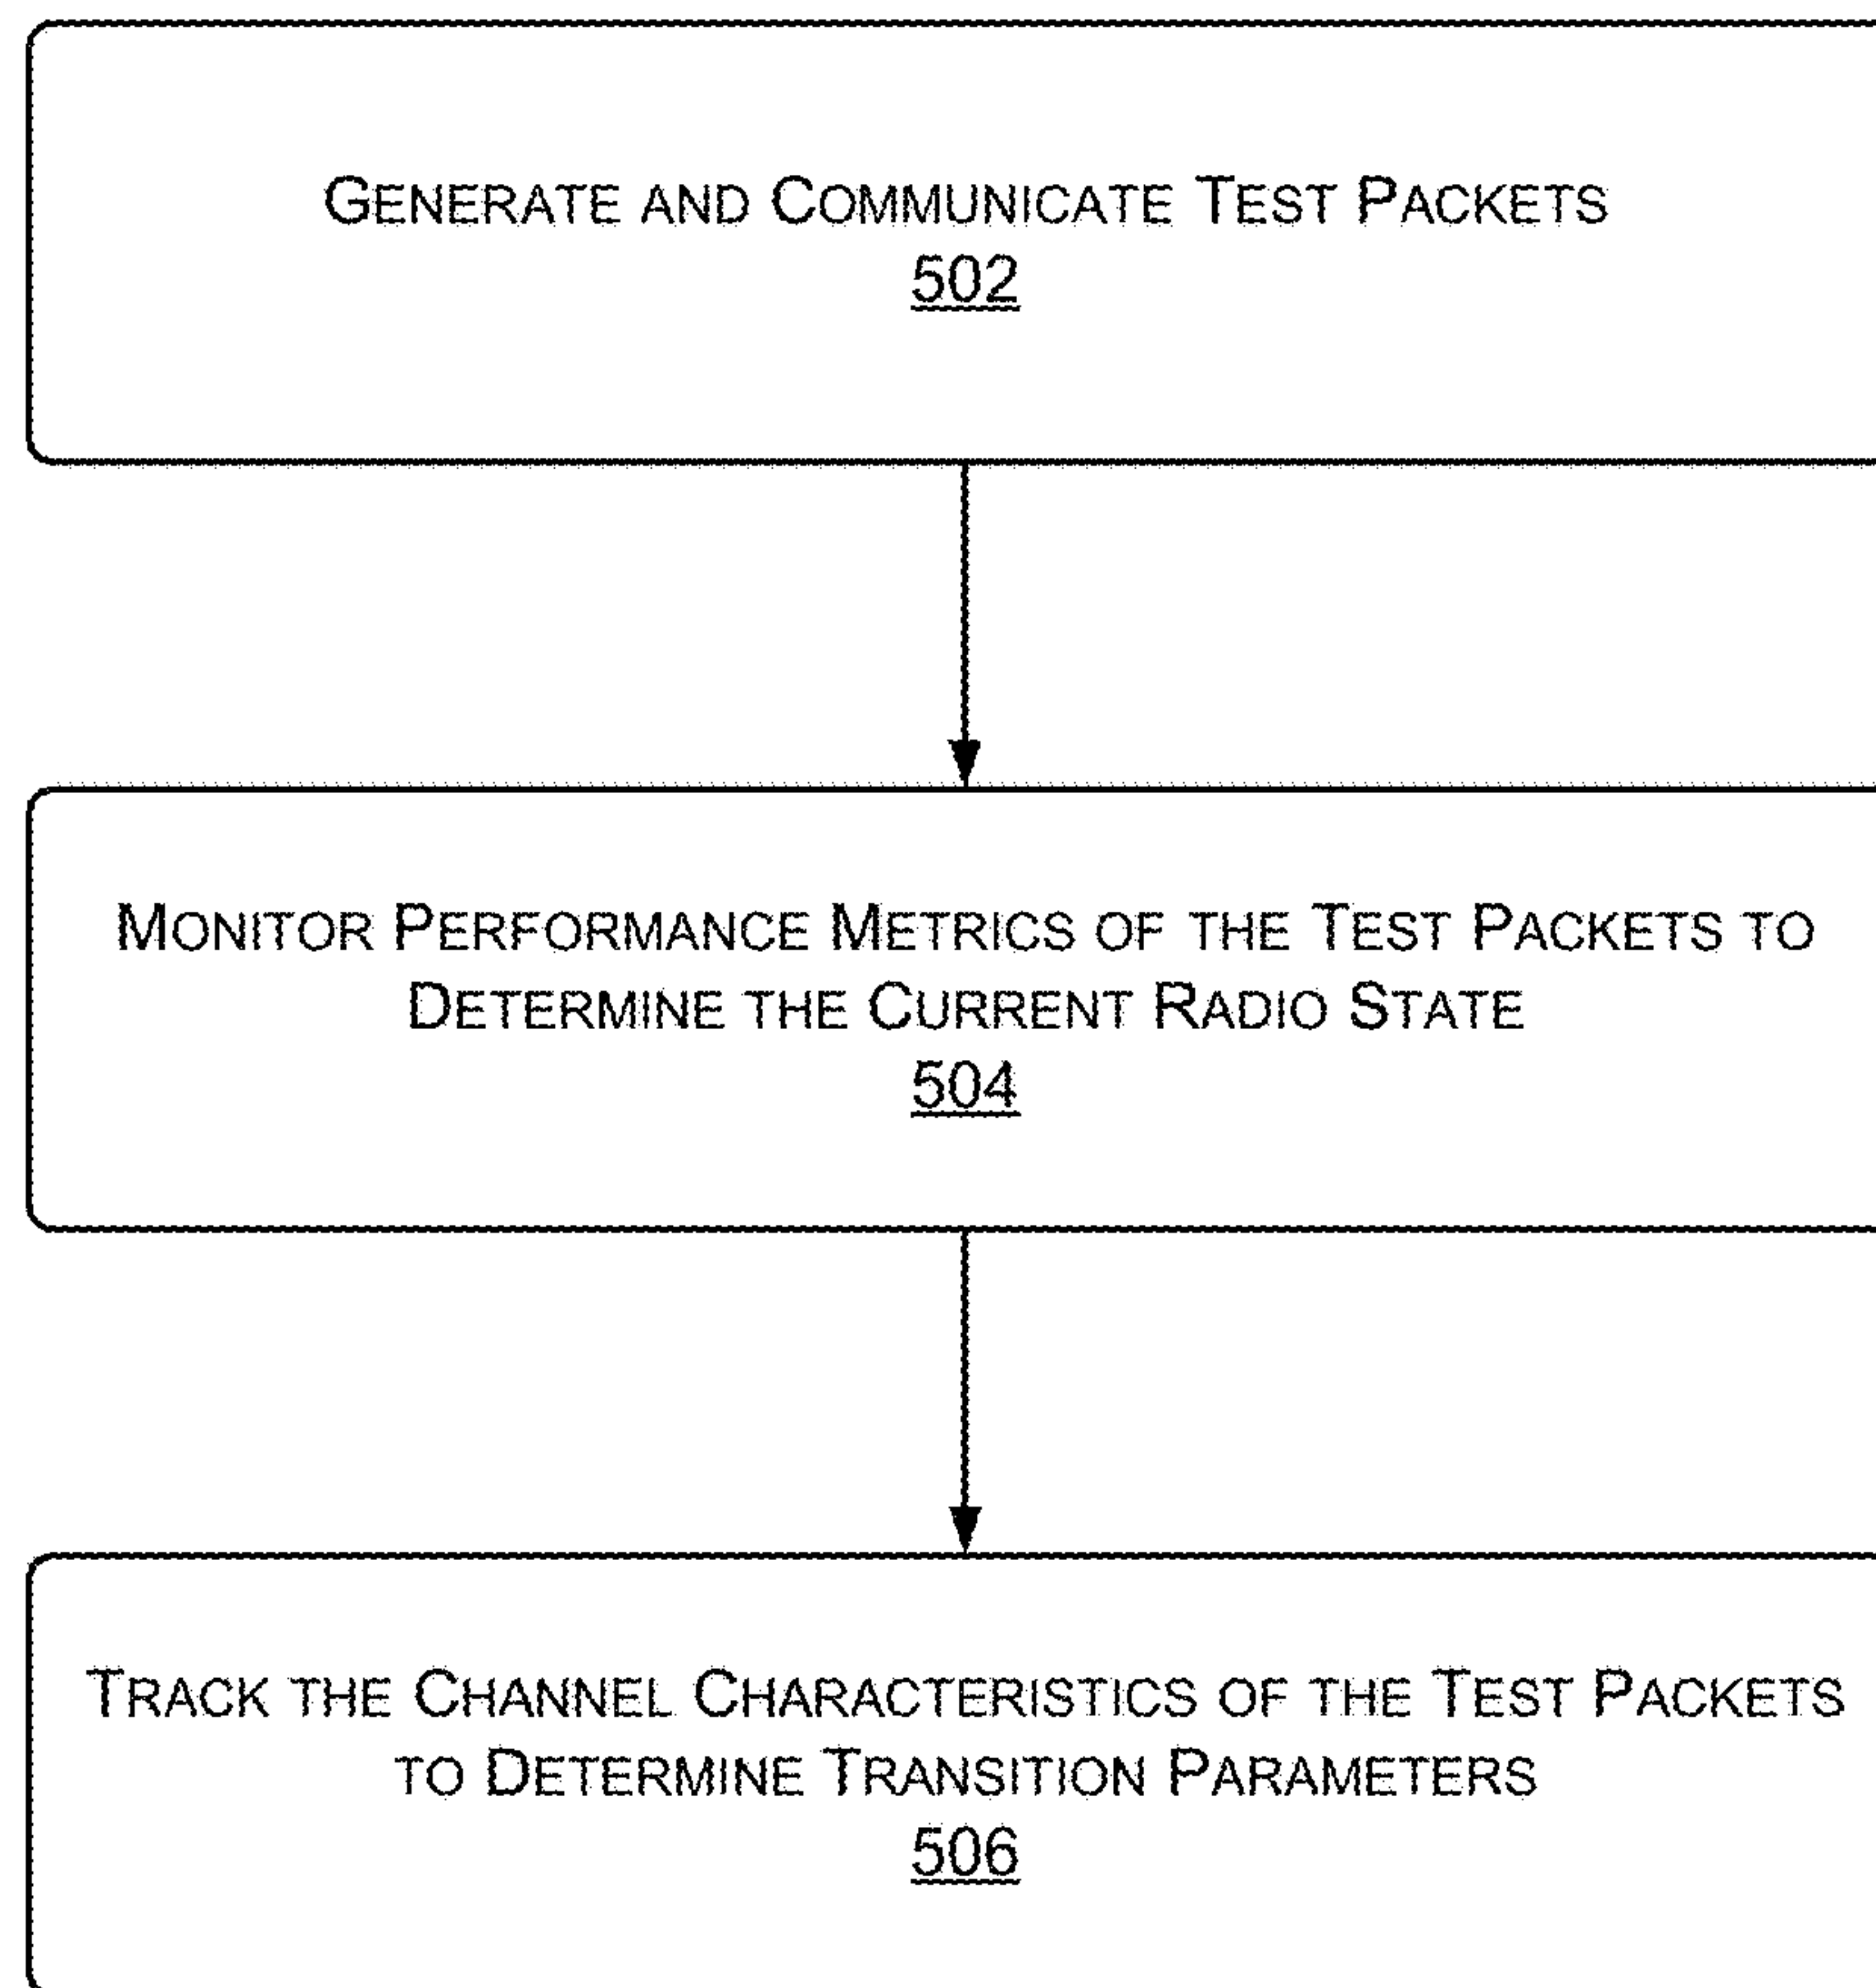 GENERATE AND COMMUNICATE TEST PACKETS
502
MONITOR PERFORMANCE METRICS OF THE TEST PACKETS TO
DETERMINE THE CURRENT RADIO STATE
504
TRACK THE CHANNEL CHARACTERISTICS OF THE TEST PACKETS
TO DETERMINE TRANSITION PARAMETERS
506